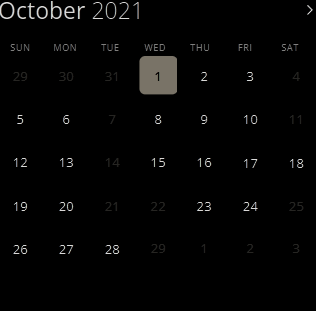 October 2021 >
SUN MON TUE WED THU FRI SAT
29 30 31 1 2 3 4
5 6 7 8 9 10 11
12 13 14 15 16 17 18
19 20 21 22 23 24 25
26 27 28 29 1 2 3